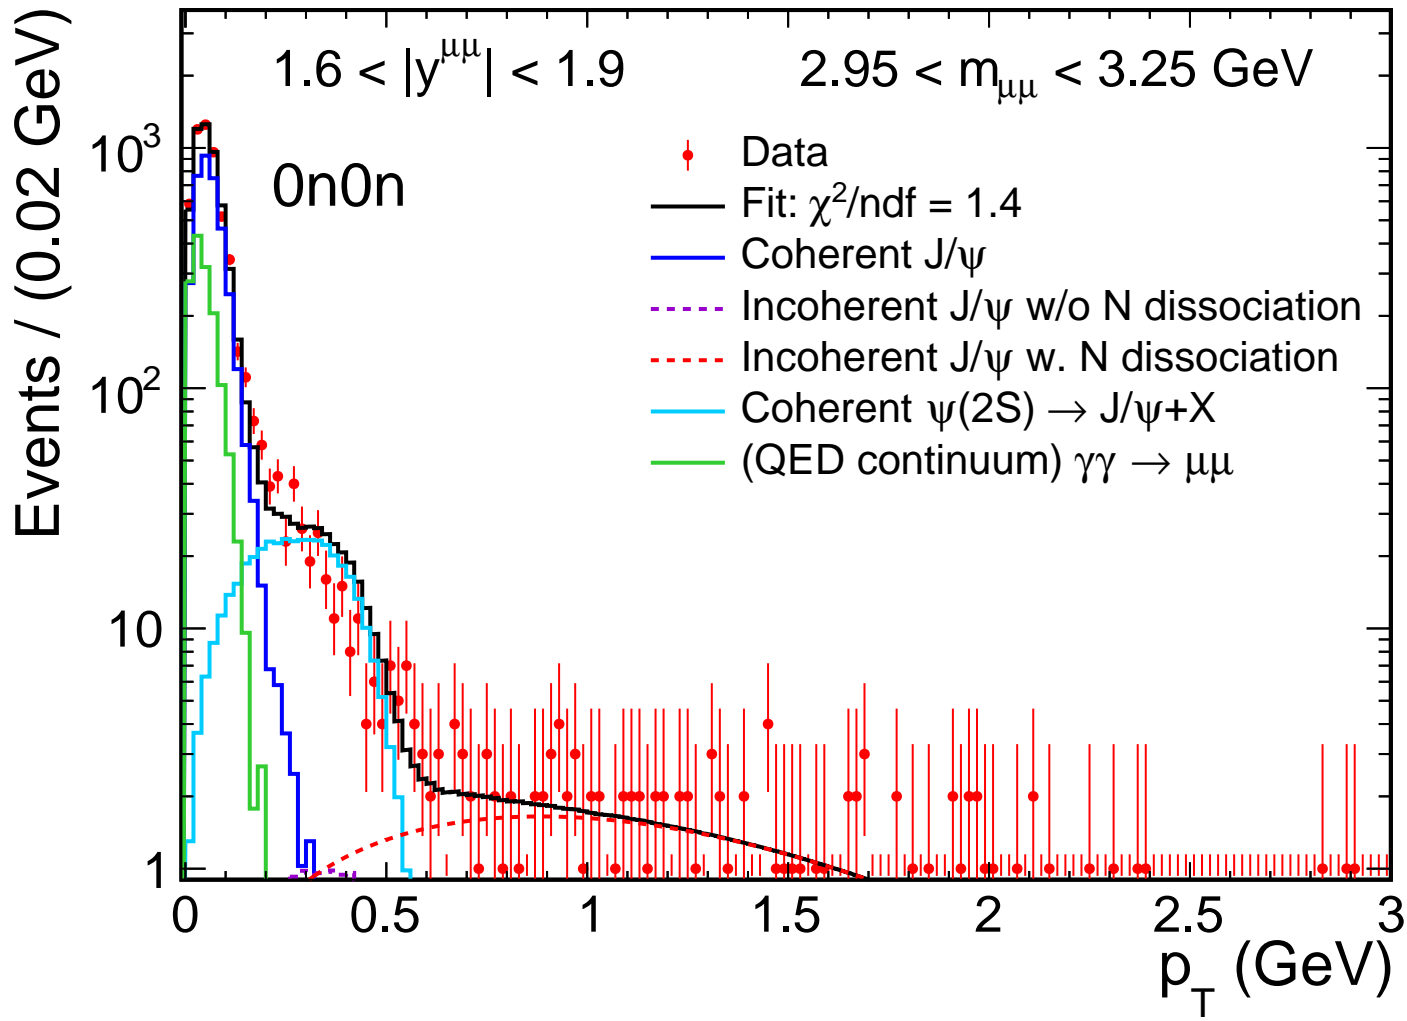 1.6 < |y^μμ| < 1.9 2.95 < m_μμ < 3.25 GeV
0n0n
Data
Fit: χ²/ndf = 1.4
Coherent J/ψ
Incoherent J/ψ w/o N dissociation
Incoherent J/ψ w. N dissociation
Coherent ψ(2S) → J/ψ+X
(QED continuum) γγ → μμ
Events / (0.02 GeV)
10³
10²
10
1
0 0.5 1 1.5 2 2.5 3
p_T (GeV)